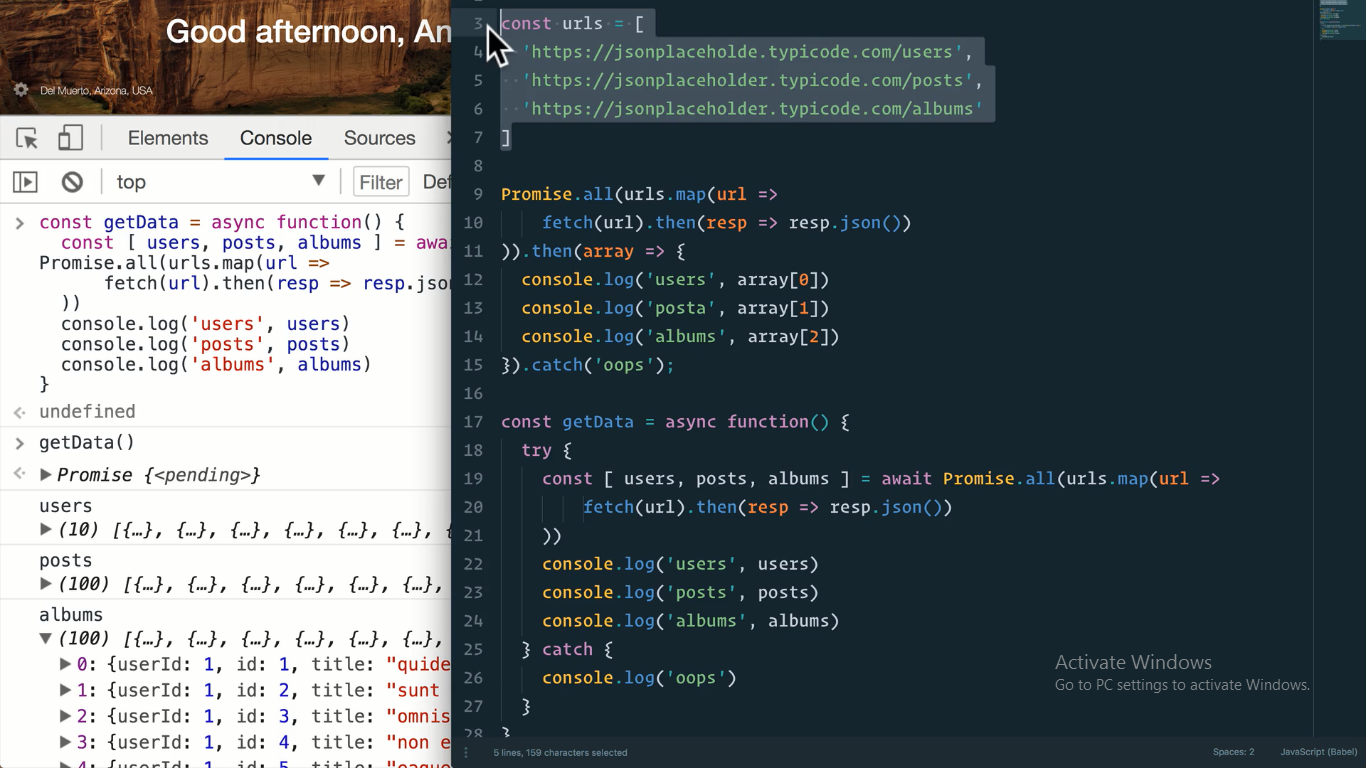 Good afternoon, An
Del Muerto, Arizona, USA
Elements Console Sources
top Filter Def
const getData = async function() {
const [ users, posts, albums ] = awa
Promise.all(urls.map(url =>
fetch(url).then(resp => resp.jso
))
console.log('users', users)
console.log('posts', posts)
console.log('albums', albums)
}
undefined
getData()
Promise {<pending>}
users
(10) [{…}, {…}, {…}, {…}, {…}, {…},
posts
(100) [{…}, {…}, {…}, {…}, {…}, {…},
albums
(100) [{…}, {…}, {…}, {…}, {…}, {…},
0: {userId: 1, id: 1, title: "quide
1: {userId: 1, id: 2, title: "sunt
2: {userId: 1, id: 3, title: "omnis
3: {userId: 1, id: 4, title: "non e
4: {userId: 1, id: 5, title: "eaque
3 const urls = [
4 'https://jsonplaceholde.typicode.com/users',
5 'https://jsonplaceholder.typicode.com/posts',
6 'https://jsonplaceholder.typicode.com/albums'
7 ]
8
9 Promise.all(urls.map(url =>
10 fetch(url).then(resp => resp.json())
11 )).then(array => {
12 console.log('users', array[0])
13 console.log('posta', array[1])
14 console.log('albums', array[2])
15 }).catch('oops');
16
17 const getData = async function() {
18 try {
19 const [ users, posts, albums ] = await Promise.all(urls.map(url =>
20 fetch(url).then(resp => resp.json())
21 ))
22 console.log('users', users)
23 console.log('posts', posts)
24 console.log('albums', albums)
25 } catch {
26 console.log('oops')
27 }
28 }
Activate Windows
Go to PC settings to activate Windows.
5 lines, 159 characters selected
Spaces: 2 JavaScript (Babel)